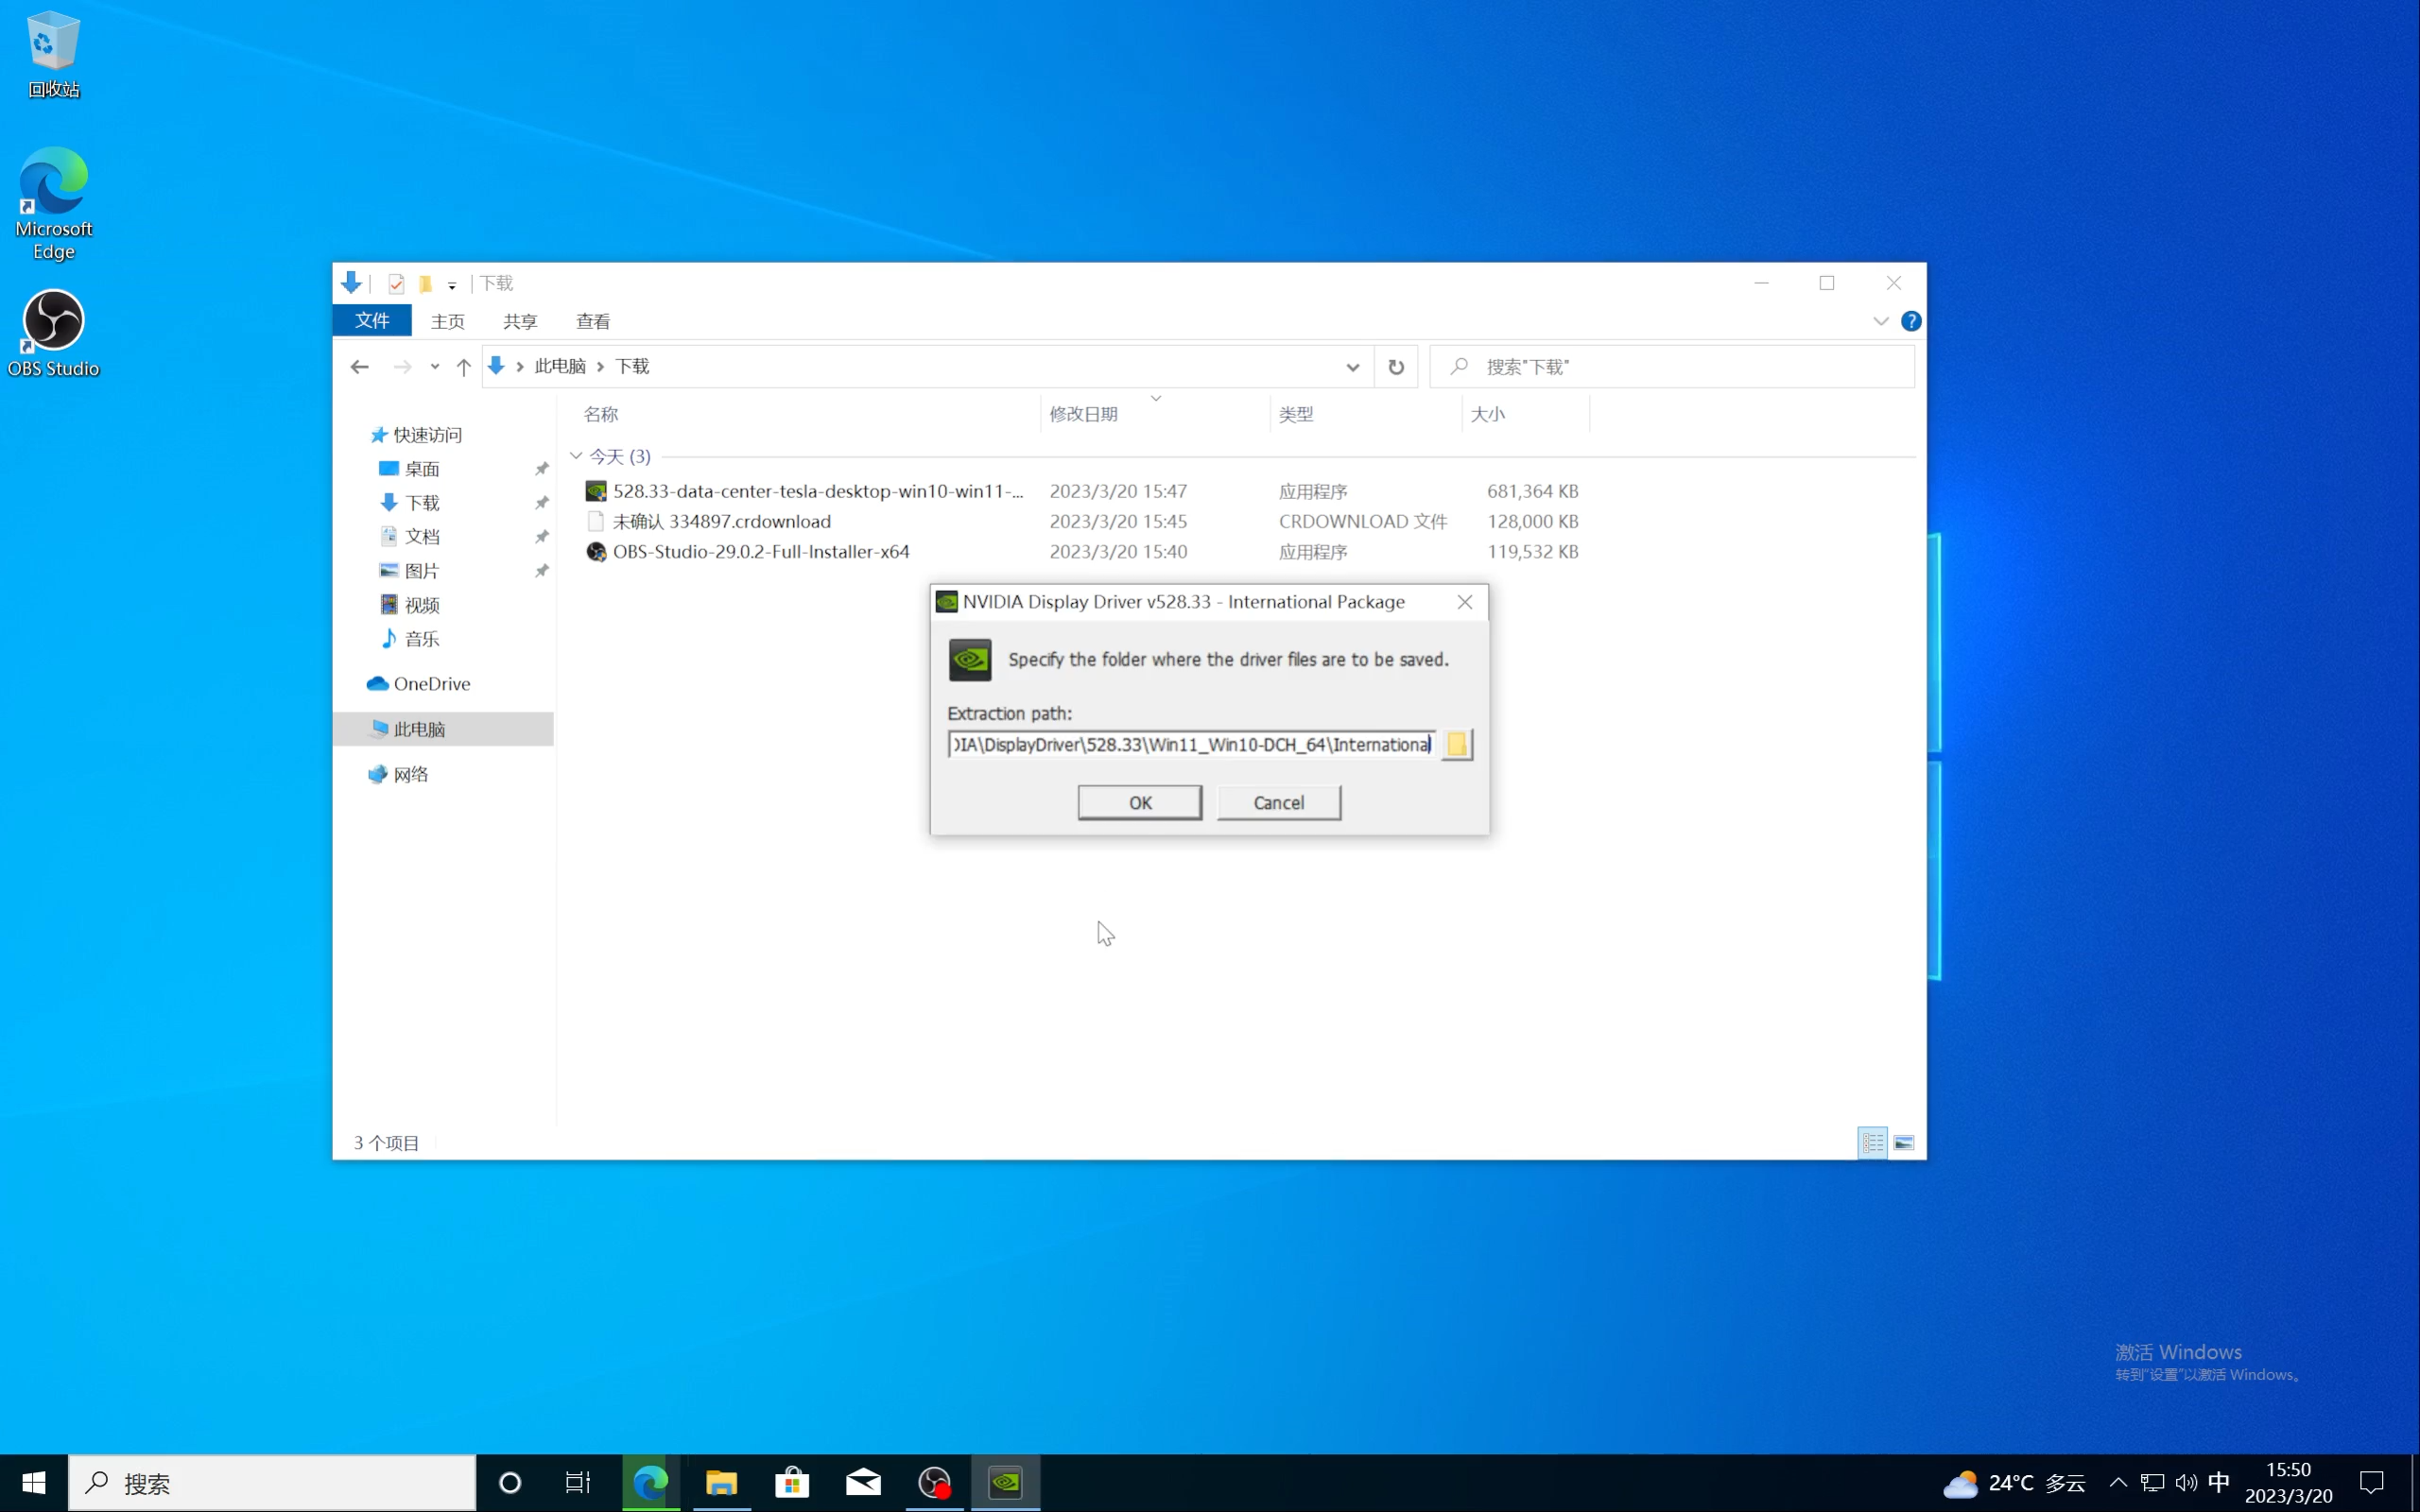 回收站
Microsoft
Edge
OBS Studio
下载
文件 主页 共享 查看
此电脑 下载
搜索"下载"
名称 修改日期 类型 大小
今天 (3)
528.33-data-center-tesla-desktop-win10-win11-... 2023/3/20 15:47 应用程序 681,364 KB
未确认 334897.crdownload 2023/3/20 15:45 CRDOWNLOAD 文件 128,000 KB
OBS-Studio-29.0.2-Full-Installer-x64 2023/3/20 15:40 应用程序 119,532 KB
快速访问
桌面
下载
文档
图片
视频
音乐
OneDrive
此电脑
网络
NVIDIA Display Driver v528.33 - International Package
Specify the folder where the driver files are to be saved.
Extraction path:
IA\DisplayDriver\528.33\Win11_Win10-DCH_64\International
OK Cancel
3 个项目
激活 Windows
转到"设置"以激活 Windows。
搜索
24°C 多云
中
15:50
2023/3/20